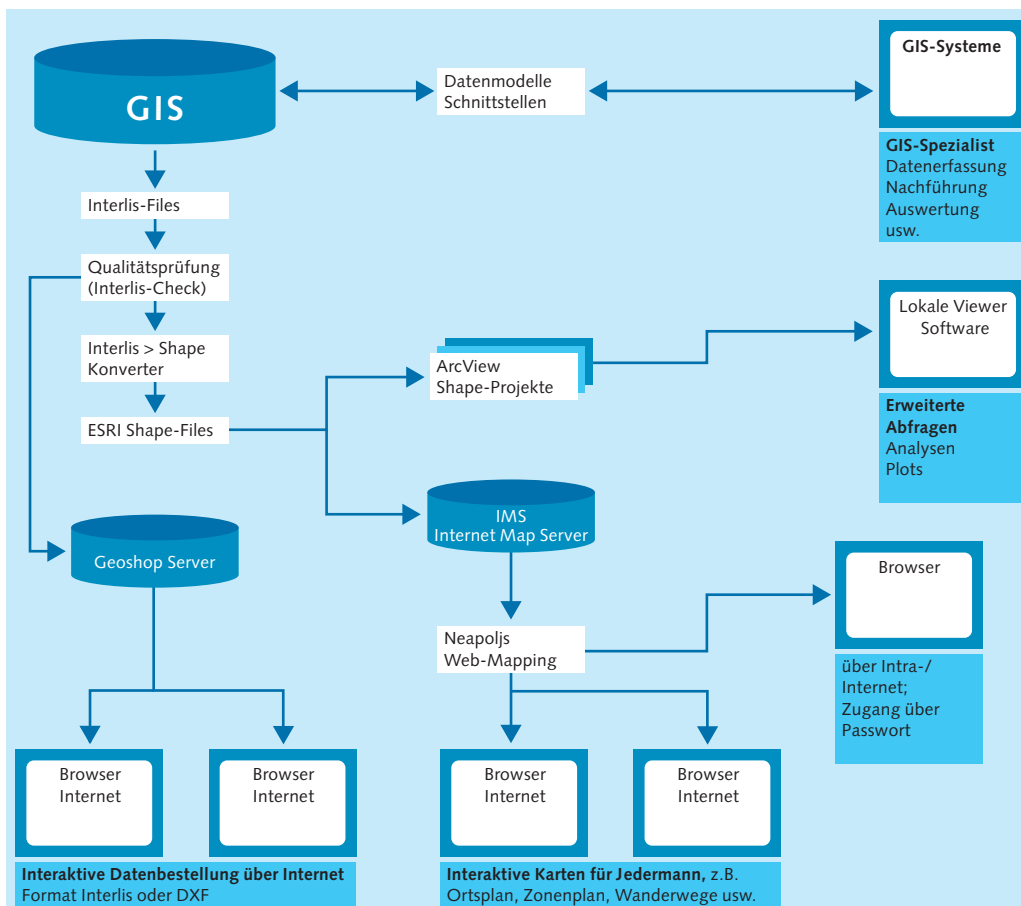 GIS
Datenmodelle
Schnittstellen
GIS-Systeme
GIS-Spezialist
Datenerfassung
Nachführung
Auswertung
usw.
Interlis-Files
Qualitätsprüfung
(Interlis-Check)
Interlis > Shape
Konverter
ESRI Shape-Files
ArcView
Shape-Projekte
Lokale Viewer
Software
Erweiterte
Abfragen
Analysen
Plots
Geoshop Server
IMS
Internet Map Server
Neapoljs
Web-Mapping
Browser
über Intra-/
Internet;
Zugang über
Passwort
Browser
Internet
Browser
Internet
Interaktive Datenbestellung über Internet
Format Interlis oder DXF
Browser
Internet
Browser
Internet
Interaktive Karten für Jedermann, z.B.
Ortsplan, Zonenplan, Wanderwege usw.